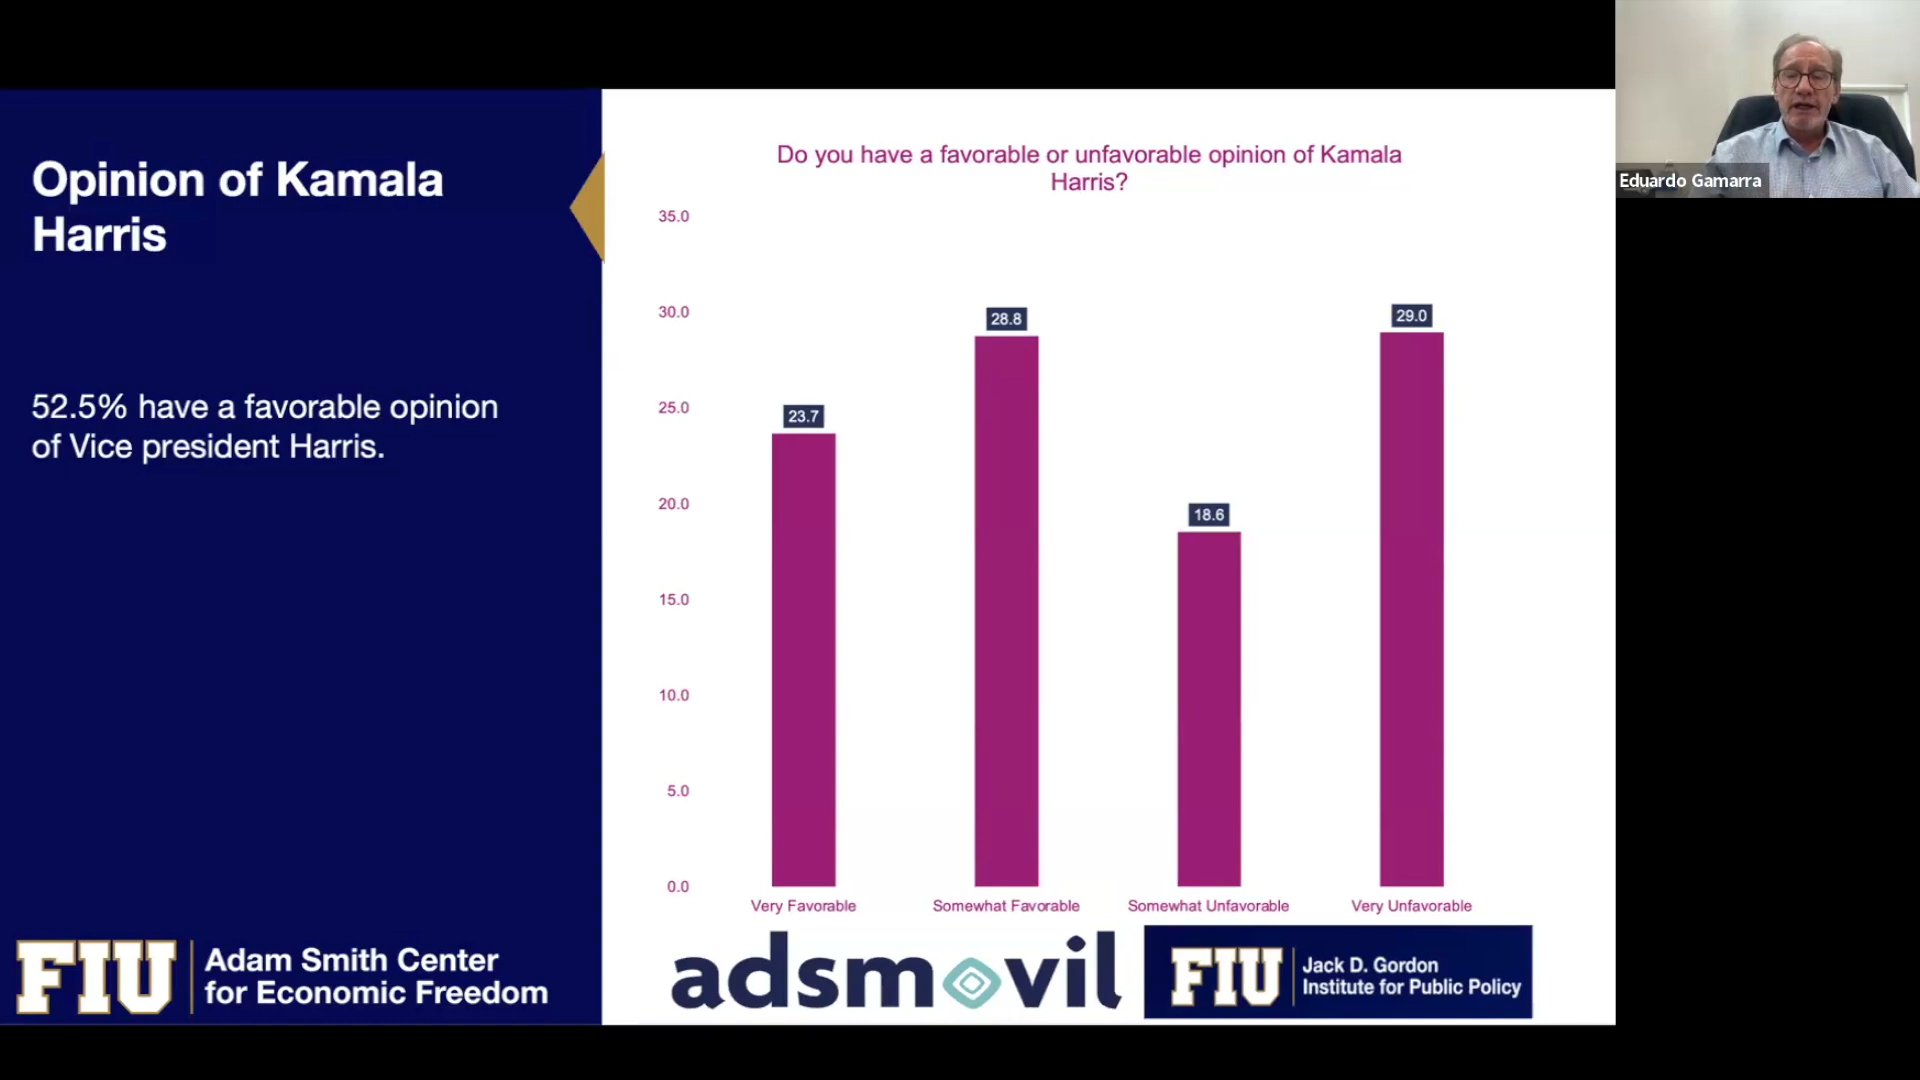 Opinion of Kamala
Harris
52.5% have a favorable opinion
of Vice president Harris.
FIU
Adam Smith Center
for Economic Freedom
Do you have a favorable or unfavorable opinion of Kamala
Harris?
35.0
30.0
25.0
20.0
15.0
10.0
5.0
0.0
23.7
28.8
18.6
29.0
Very Favorable
Somewhat Favorable
Somewhat Unfavorable
Very Unfavorable
adsmovil
FIU
Jack D. Gordon
Institute for Public Policy
Eduardo Gamarra